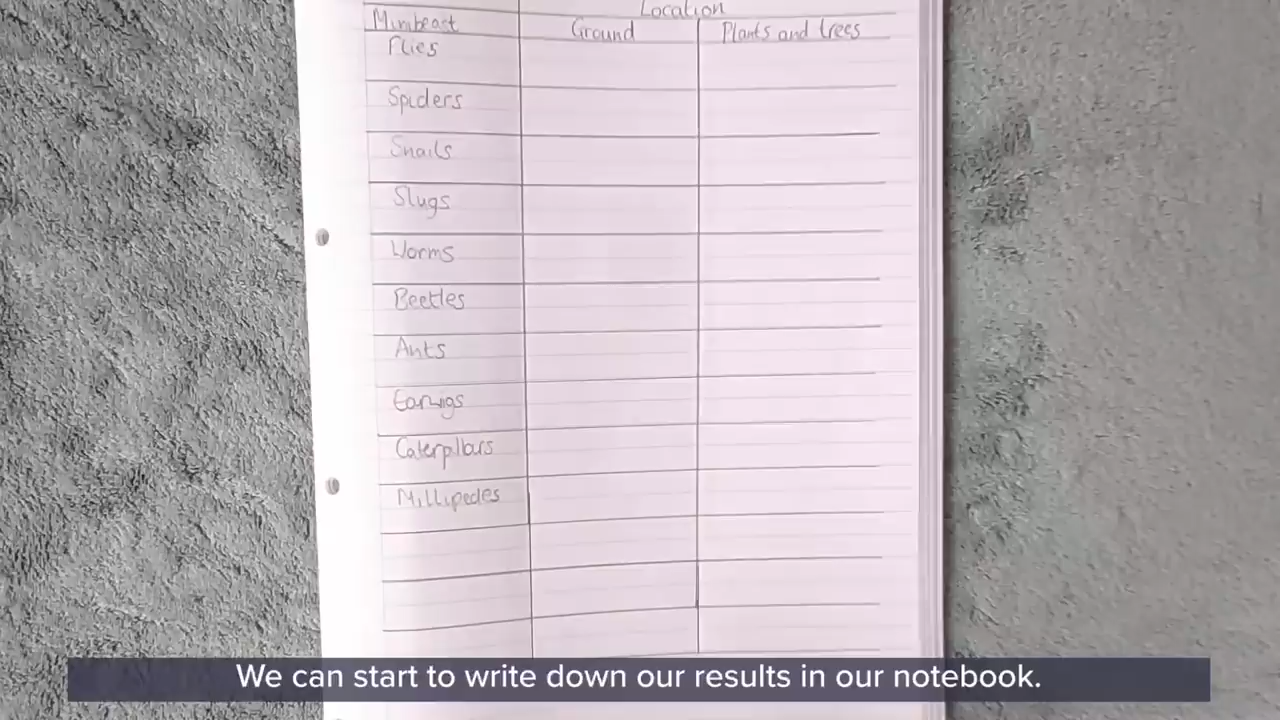 Location
Minibeast Ground Plants and trees
Flies
Spiders
Snails
Slugs
Worms
Beetles
Ants
Earwigs
Caterpillars
Millipedes
We can start to write down our results in our notebook.